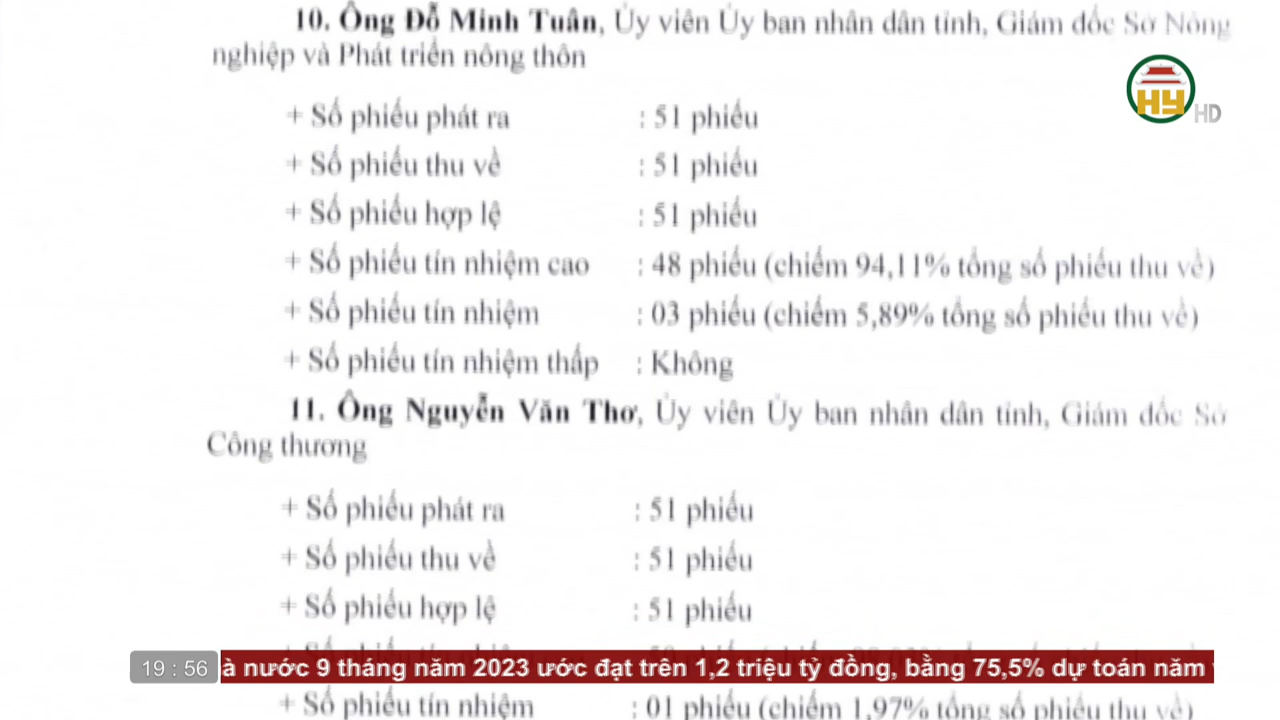 10. Ông Đỗ Minh Tuân, Ủy viên Ủy ban nhân dân tỉnh, Giám đốc Sở Nông
nghiệp và Phát triển nông thôn
HY HD
+ Số phiếu phát ra : 51 phiếu
+ Số phiếu thu về : 51 phiếu
+ Số phiếu hợp lệ : 51 phiếu
+ Số phiếu tín nhiệm cao : 48 phiếu (chiếm 94,11% tổng số phiếu thu về)
+ Số phiếu tín nhiệm : 03 phiếu (chiếm 5,89% tổng số phiếu thu về)
+ Số phiếu tín nhiệm thấp : Không
11. Ông Nguyễn Văn Thơ, Ủy viên Ủy ban nhân dân tỉnh, Giám đốc Sở
Công thương
+ Số phiếu phát ra : 51 phiếu
+ Số phiếu thu về : 51 phiếu
+ Số phiếu hợp lệ : 51 phiếu
19 : 56 à nước 9 tháng năm 2023 ước đạt trên 1,2 triệu tỷ đồng, bằng 75,5% dự toán năm
+ Số phiếu tín nhiệm : 01 phiếu (chiếm 1,97% tổng số phiếu thu về)